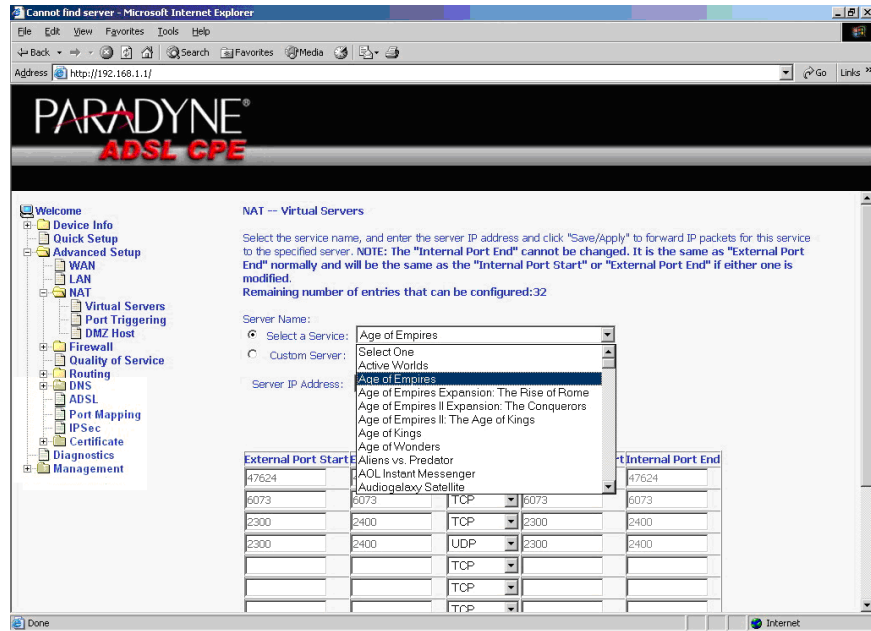 Cannot find server - Microsoft Internet Explorer
File Edit View Favorites Tools Help
Back Search Favorites Media
Address http://192.168.1.1/ Go Links »
PARADYNE®
ADSL CPE
Welcome
Device Info
Quick Setup
Advanced Setup
WAN
LAN
NAT
Virtual Servers
Port Triggering
DMZ Host
Firewall
Quality of Service
Routing
DNS
ADSL
Port Mapping
IPSec
Certificate
Diagnostics
Management
NAT -- Virtual Servers
Select the service name, and enter the server IP address and click "Save/Apply" to forward IP packets for this service
to the specified server. NOTE: The "Internal Port End" cannot be changed. It is the same as "External Port
End" normally and will be the same as the "Internal Port Start" or "External Port End" if either one is
modified.
Remaining number of entries that can be configured:32
Server Name:
Select a Service: Age of Empires
Custom Server:
Server IP Address:
Select One
Active Worlds
Age of Empires
Age of Empires Expansion: The Rise of Rome
Age of Empires II Expansion: The Conquerors
Age of Empires II: The Age of Kings
Age of Kings
Age of Wonders
Aliens vs. Predator
AOL Instant Messenger
Audiogalaxy Satellite
External Port Start Internal Port End
47624 47624
6073 6073 TCP 6073 6073
2300 2400 TCP 2300 2400
2300 2400 UDP 2300 2400
TCP
TCP
TCP
Done Internet